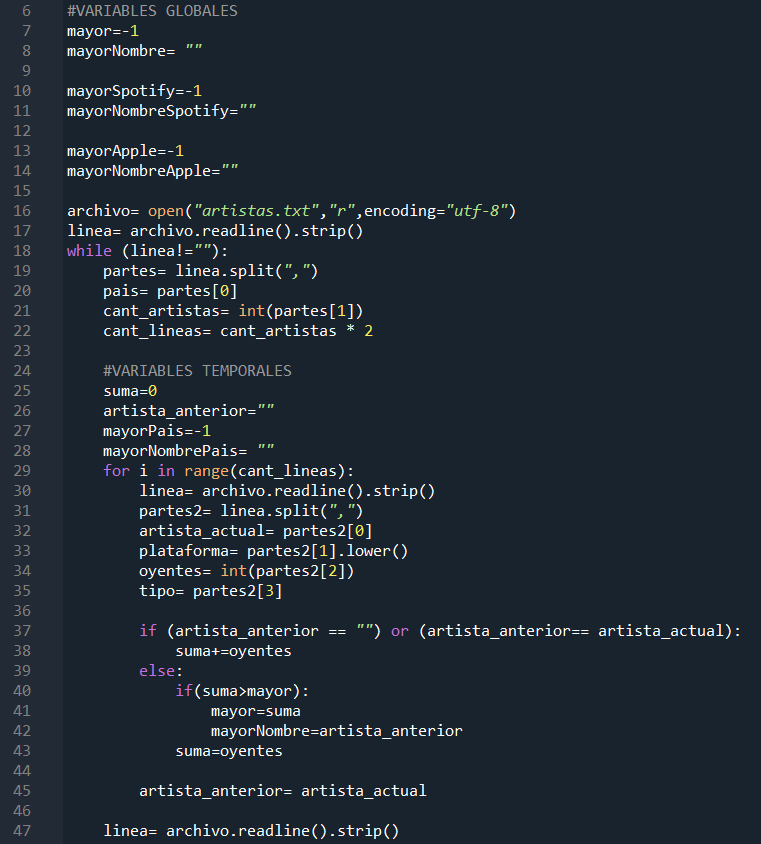 6 #VARIABLES GLOBALES
7 mayor=-1
8 mayorNombre= ""
9
10 mayorSpotify=-1
11 mayorNombreSpotify=""
12
13 mayorApple=-1
14 mayorNombreApple=""
15
16 archivo= open("artistas.txt","r",encoding="utf-8")
17 linea= archivo.readline().strip()
18 while (linea!=""):
19     partes= linea.split(",")
20     pais= partes[0]
21     cant_artistas= int(partes[1])
22     cant_lineas= cant_artistas * 2
23
24     #VARIABLES TEMPORALES
25     suma=0
26     artista_anterior=""
27     mayorPais=-1
28     mayorNombrePais= ""
29     for i in range(cant_lineas):
30         linea= archivo.readline().strip()
31         partes2= linea.split(",")
32         artista_actual= partes2[0]
33         plataforma= partes2[1].lower()
34         oyentes= int(partes2[2])
35         tipo= partes2[3]
36
37         if (artista_anterior == "") or (artista_anterior== artista_actual):
38             suma+=oyentes
39         else:
40             if(suma>mayor):
41                 mayor=suma
42                 mayorNombre=artista_anterior
43             suma=oyentes
44
45         artista_anterior= artista_actual
46
47     linea= archivo.readline().strip()